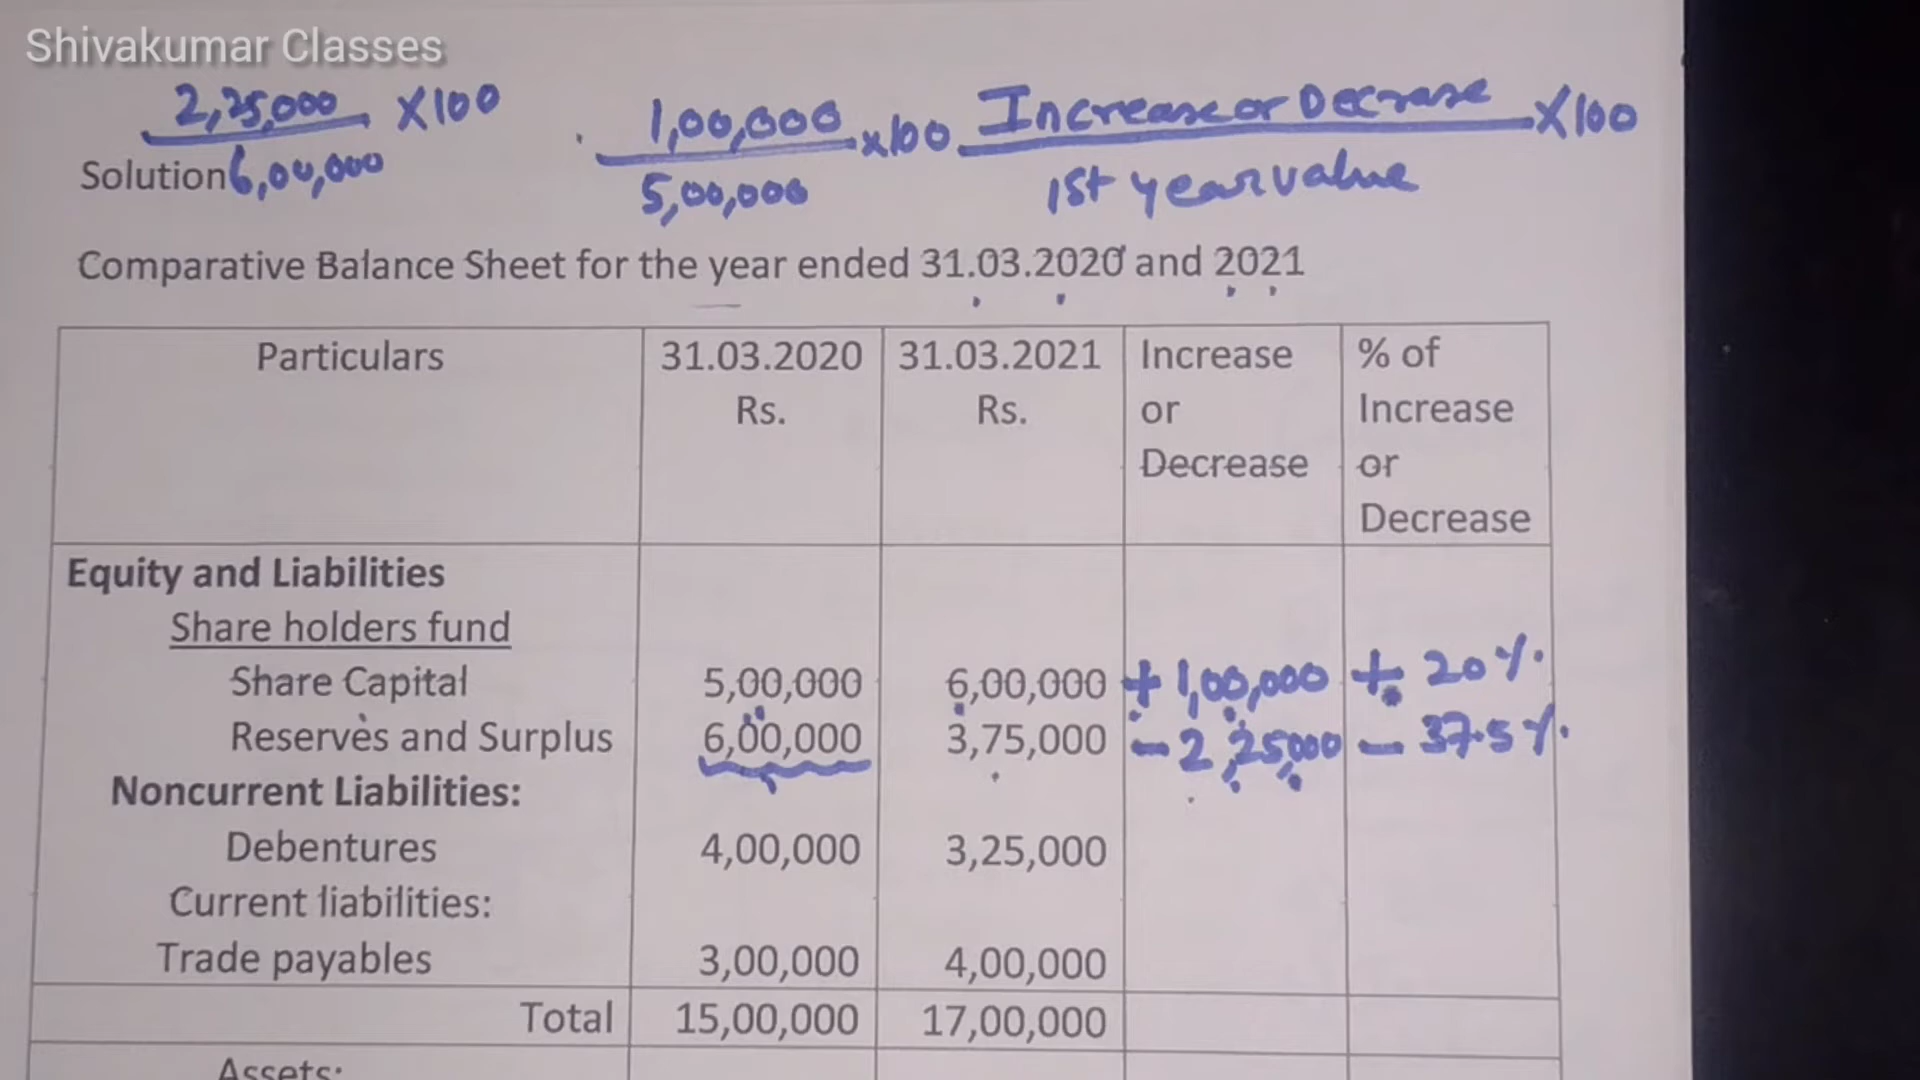 Shivakumar Classes
2,25,000 X100 1,00,000 x100 Increase or Decrease X100
Solution 6,00,000 5,00,000 1st year value
Comparative Balance Sheet for the year ended 31.03.2020 and 2021
Particulars 31.03.2020 31.03.2021 Increase % of
Rs. Rs. or Increase
Decrease or
Decrease
Equity and Liabilities
Share holders fund
Share Capital 5,00,000 6,00,000 + 1,00,000 + 20%
Reserves and Surplus 6,00,000 3,75,000 - 2,25,000 - 37.5%
Noncurrent Liabilities:
Debentures 4,00,000 3,25,000
Current liabilities:
Trade payables 3,00,000 4,00,000
Total 15,00,000 17,00,000
Assets: